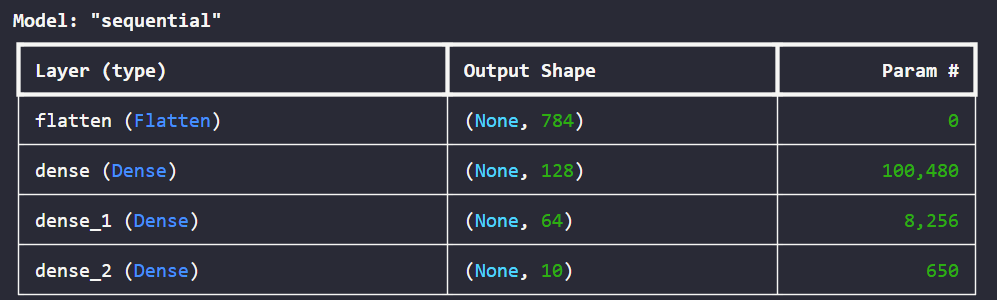 Model: "sequential"
Layer (type) Output Shape Param #
flatten (Flatten) (None, 784) 0
dense (Dense) (None, 128) 100,480
dense_1 (Dense) (None, 64) 8,256
dense_2 (Dense) (None, 10) 650